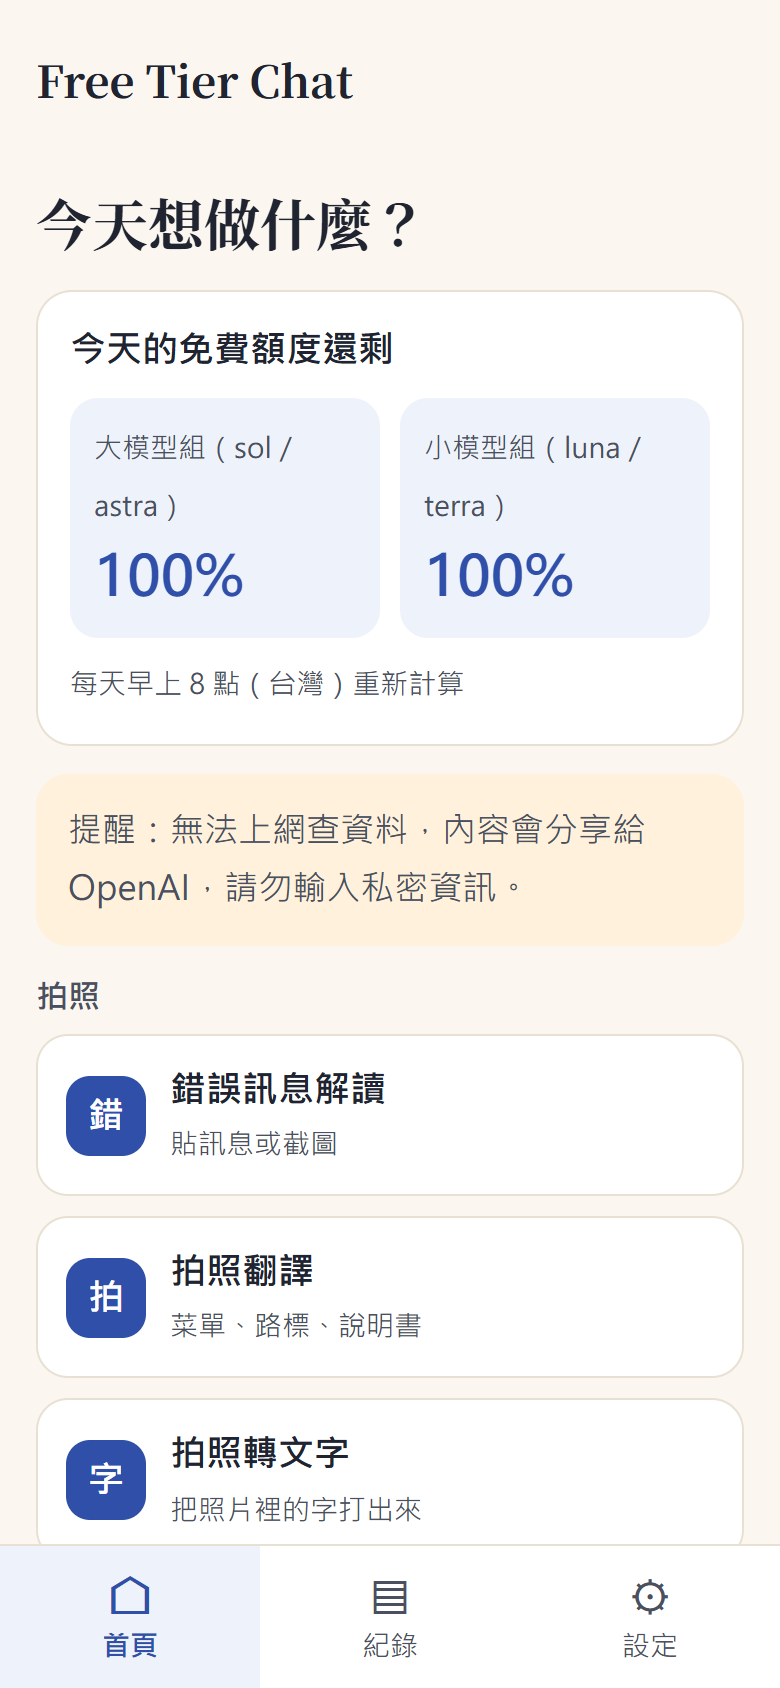 Free Tier Chat
今天想做什麼？
今天的免費額度還剩
大模型組（sol /
astra）
100%
小模型組（luna /
terra）
100%
每天早上 8 點（台灣）重新計算
提醒：無法上網查資料，內容會分享給
OpenAI，請勿輸入私密資訊。
拍照
錯
錯誤訊息解讀
貼訊息或截圖
拍
拍照翻譯
菜單、路標、說明書
字
拍照轉文字
把照片裡的字打出來
首頁
紀錄
設定